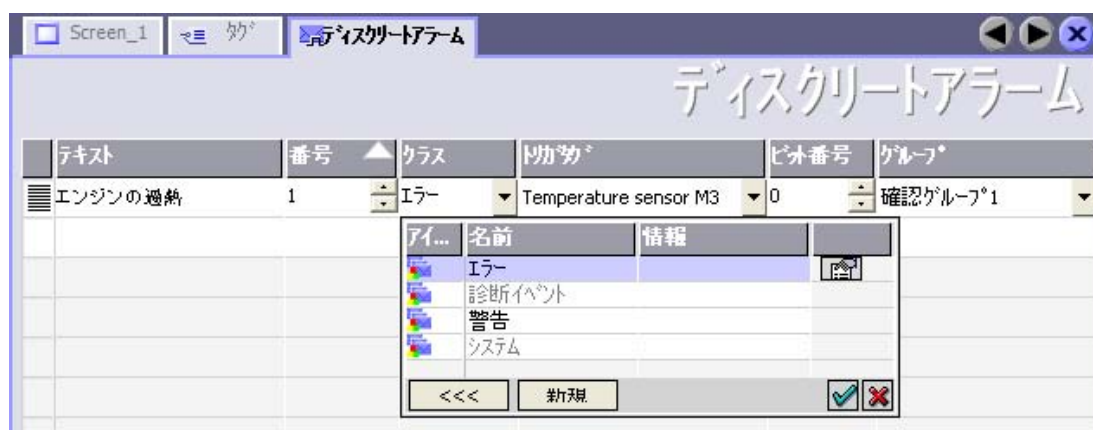 Screen_1 ﾀｸﾞ ﾃﾞｨｽｸﾘｰﾄｱﾗｰﾑ
ﾃﾞｨｽｸﾘｰﾄｱﾗｰﾑ
ﾃｷｽﾄ 番号 ｸﾗｽ ﾄﾘｶﾞﾀｸﾞ ﾋﾞｯﾄ番号 ｸﾞﾙｰﾌﾟ
エンジンの過熱 1 ｴﾗｰ Temperature sensor M3 0 確認ｸﾞﾙｰﾌﾟ1
ｱｲ... 名前 情報
ｴﾗｰ
診断ｲﾍﾞﾝﾄ
警告
ｼｽﾃﾑ
<<< 新規